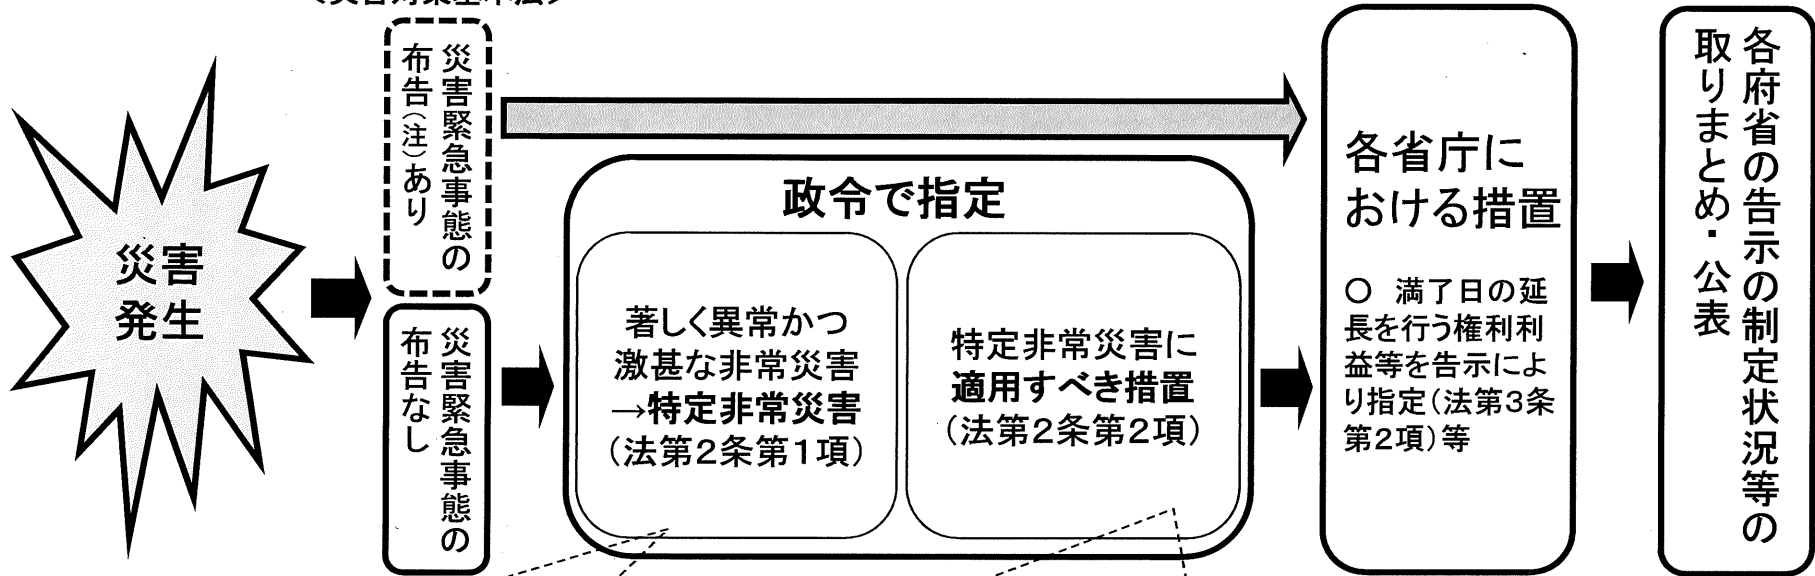 災害
発生
災害緊急事態の
布告(注)あり
災害緊急事態の
布告なし
政令で指定
著しく異常かつ
激甚な非常災害
→特定非常災害
(法第2条第1項)
特定非常災害に
適用すべき措置
(法第2条第2項)
各省庁に
おける措置
○ 満了日の延
長を行う権利利
益等を告示によ
り指定(法第3条
第2項)等
各府省の告示の制定状況等の
取りまとめ・公表